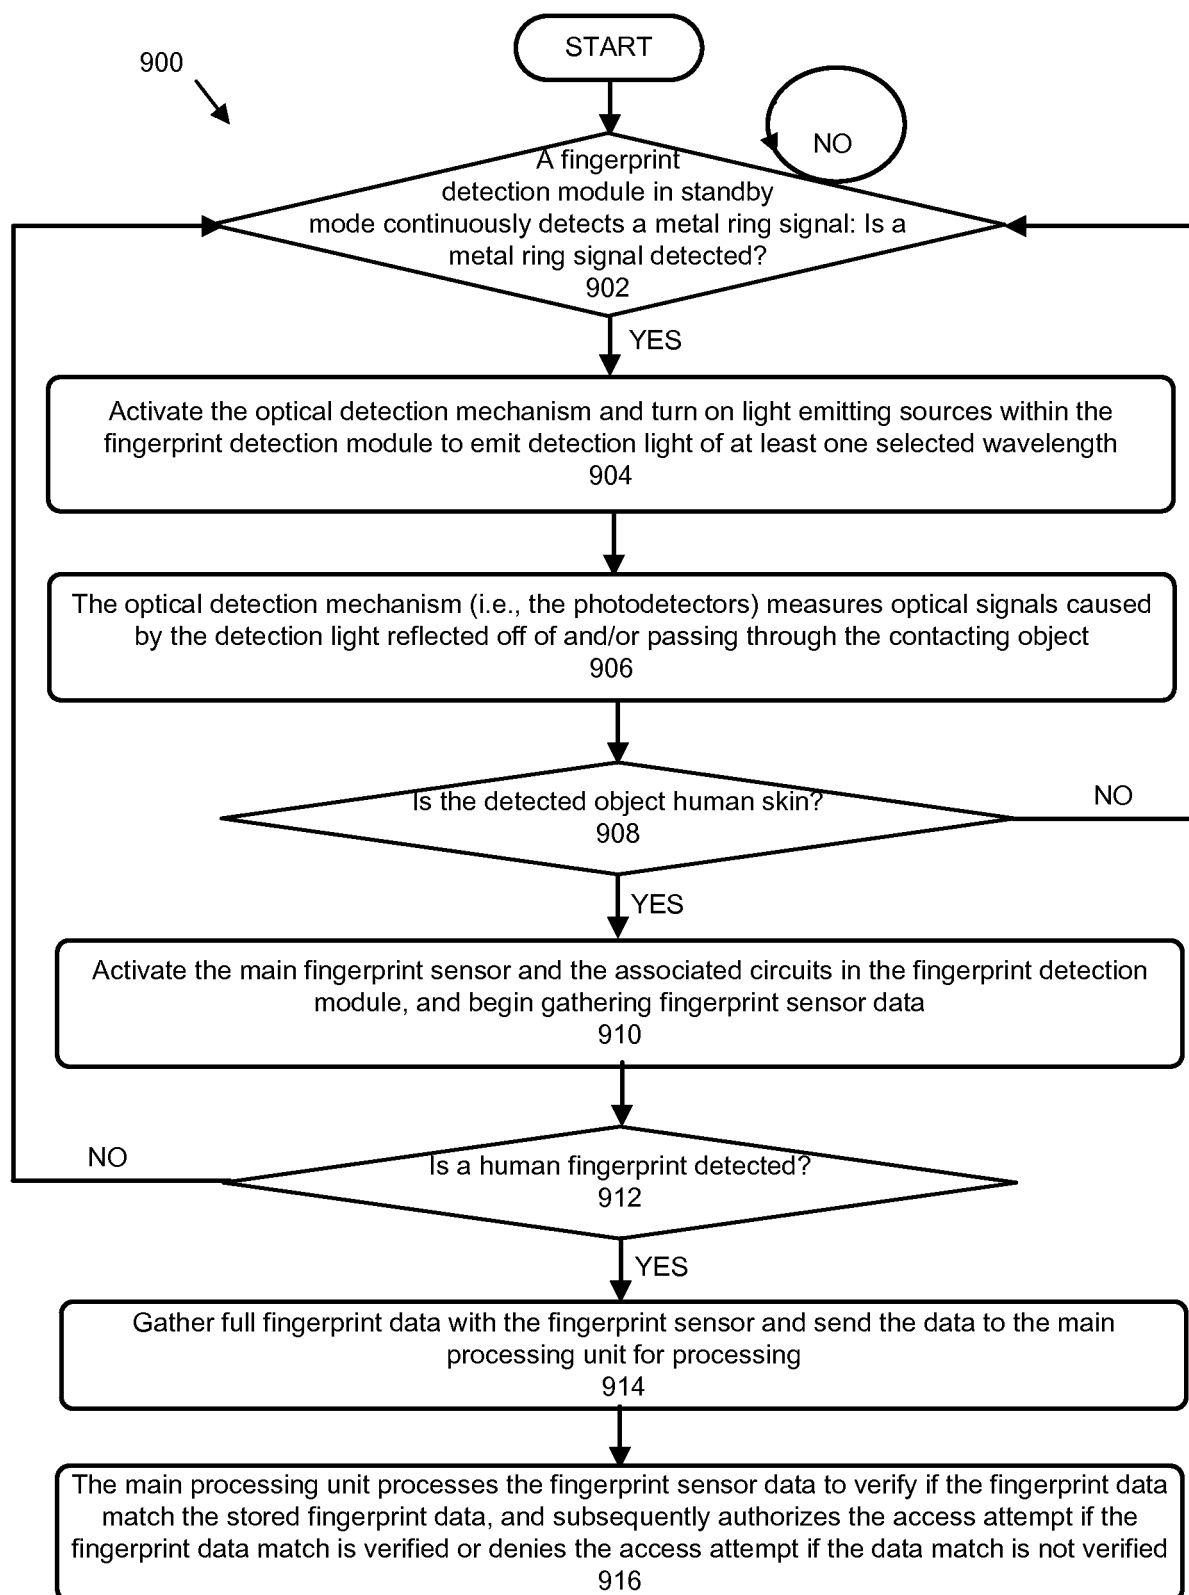 START
900
NO
A fingerprint
detection module in standby
mode continuously detects a metal ring signal: Is a
metal ring signal detected?
902
YES
Activate the optical detection mechanism and turn on light emitting sources within the
fingerprint detection module to emit detection light of at least one selected wavelength
904
The optical detection mechanism (i.e., the photodetectors) measures optical signals caused
by the detection light reflected off of and/or passing through the contacting object
906
Is the detected object human skin?
908
NO
YES
Activate the main fingerprint sensor and the associated circuits in the fingerprint detection
module, and begin gathering fingerprint sensor data
910
NO
Is a human fingerprint detected?
912
YES
Gather full fingerprint data with the fingerprint sensor and send the data to the main
processing unit for processing
914
The main processing unit processes the fingerprint sensor data to verify if the fingerprint data
match the stored fingerprint data, and subsequently authorizes the access attempt if the
fingerprint data match is verified or denies the access attempt if the data match is not verified
916